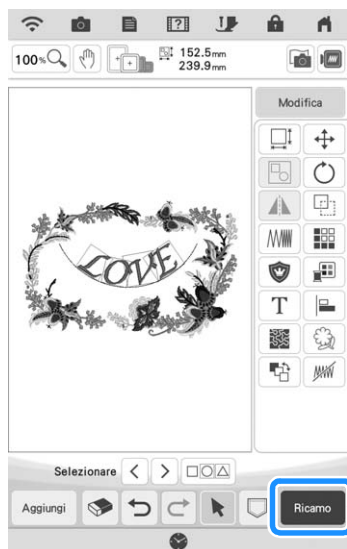 100%
152.5mm
239.9mm
Modifica
LOVE
T
Selezionare
Aggiungi
Ricamo